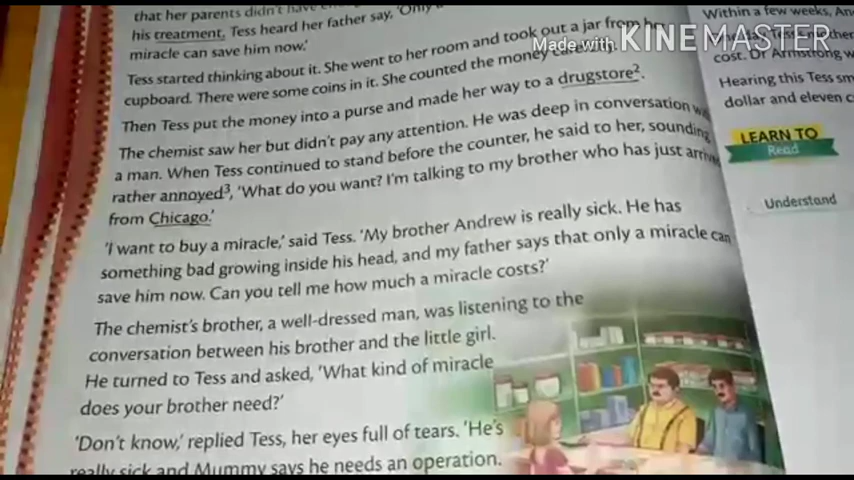 that her parents didn't have
his treatment, Tess heard her father say, 'Only a
miracle can save him now.'
Tess started thinking about it. She went to her room and took out a jar from her
cupboard. There were some coins in it. She counted the money
Then Tess put the money into a purse and made her way to a drugstore².
The chemist saw her but didn't pay any attention. He was deep in conversation
a man. When Tess continued to stand before the counter, he said to her, sounding
rather annoyed³, 'What do you want? I'm talking to my brother who has just
from Chicago.'
'I want to buy a miracle,' said Tess. 'My brother Andrew is really sick. He has
something bad growing inside his head, and my father says that only a miracle can
save him now. Can you tell me how much a miracle costs?'
The chemist's brother, a well-dressed man, was listening to the
conversation between his brother and the little girl.
He turned to Tess and asked, 'What kind of miracle
does your brother need?'
'Don't know,' replied Tess, her eyes full of tears. 'He's
really sick and Mummy says he needs an operation.
Within a few weeks,
cost. Dr Armstrong
Hearing this Tess
dollar and eleven
LEARN TO
Read
Understand
Made with KINEMASTER